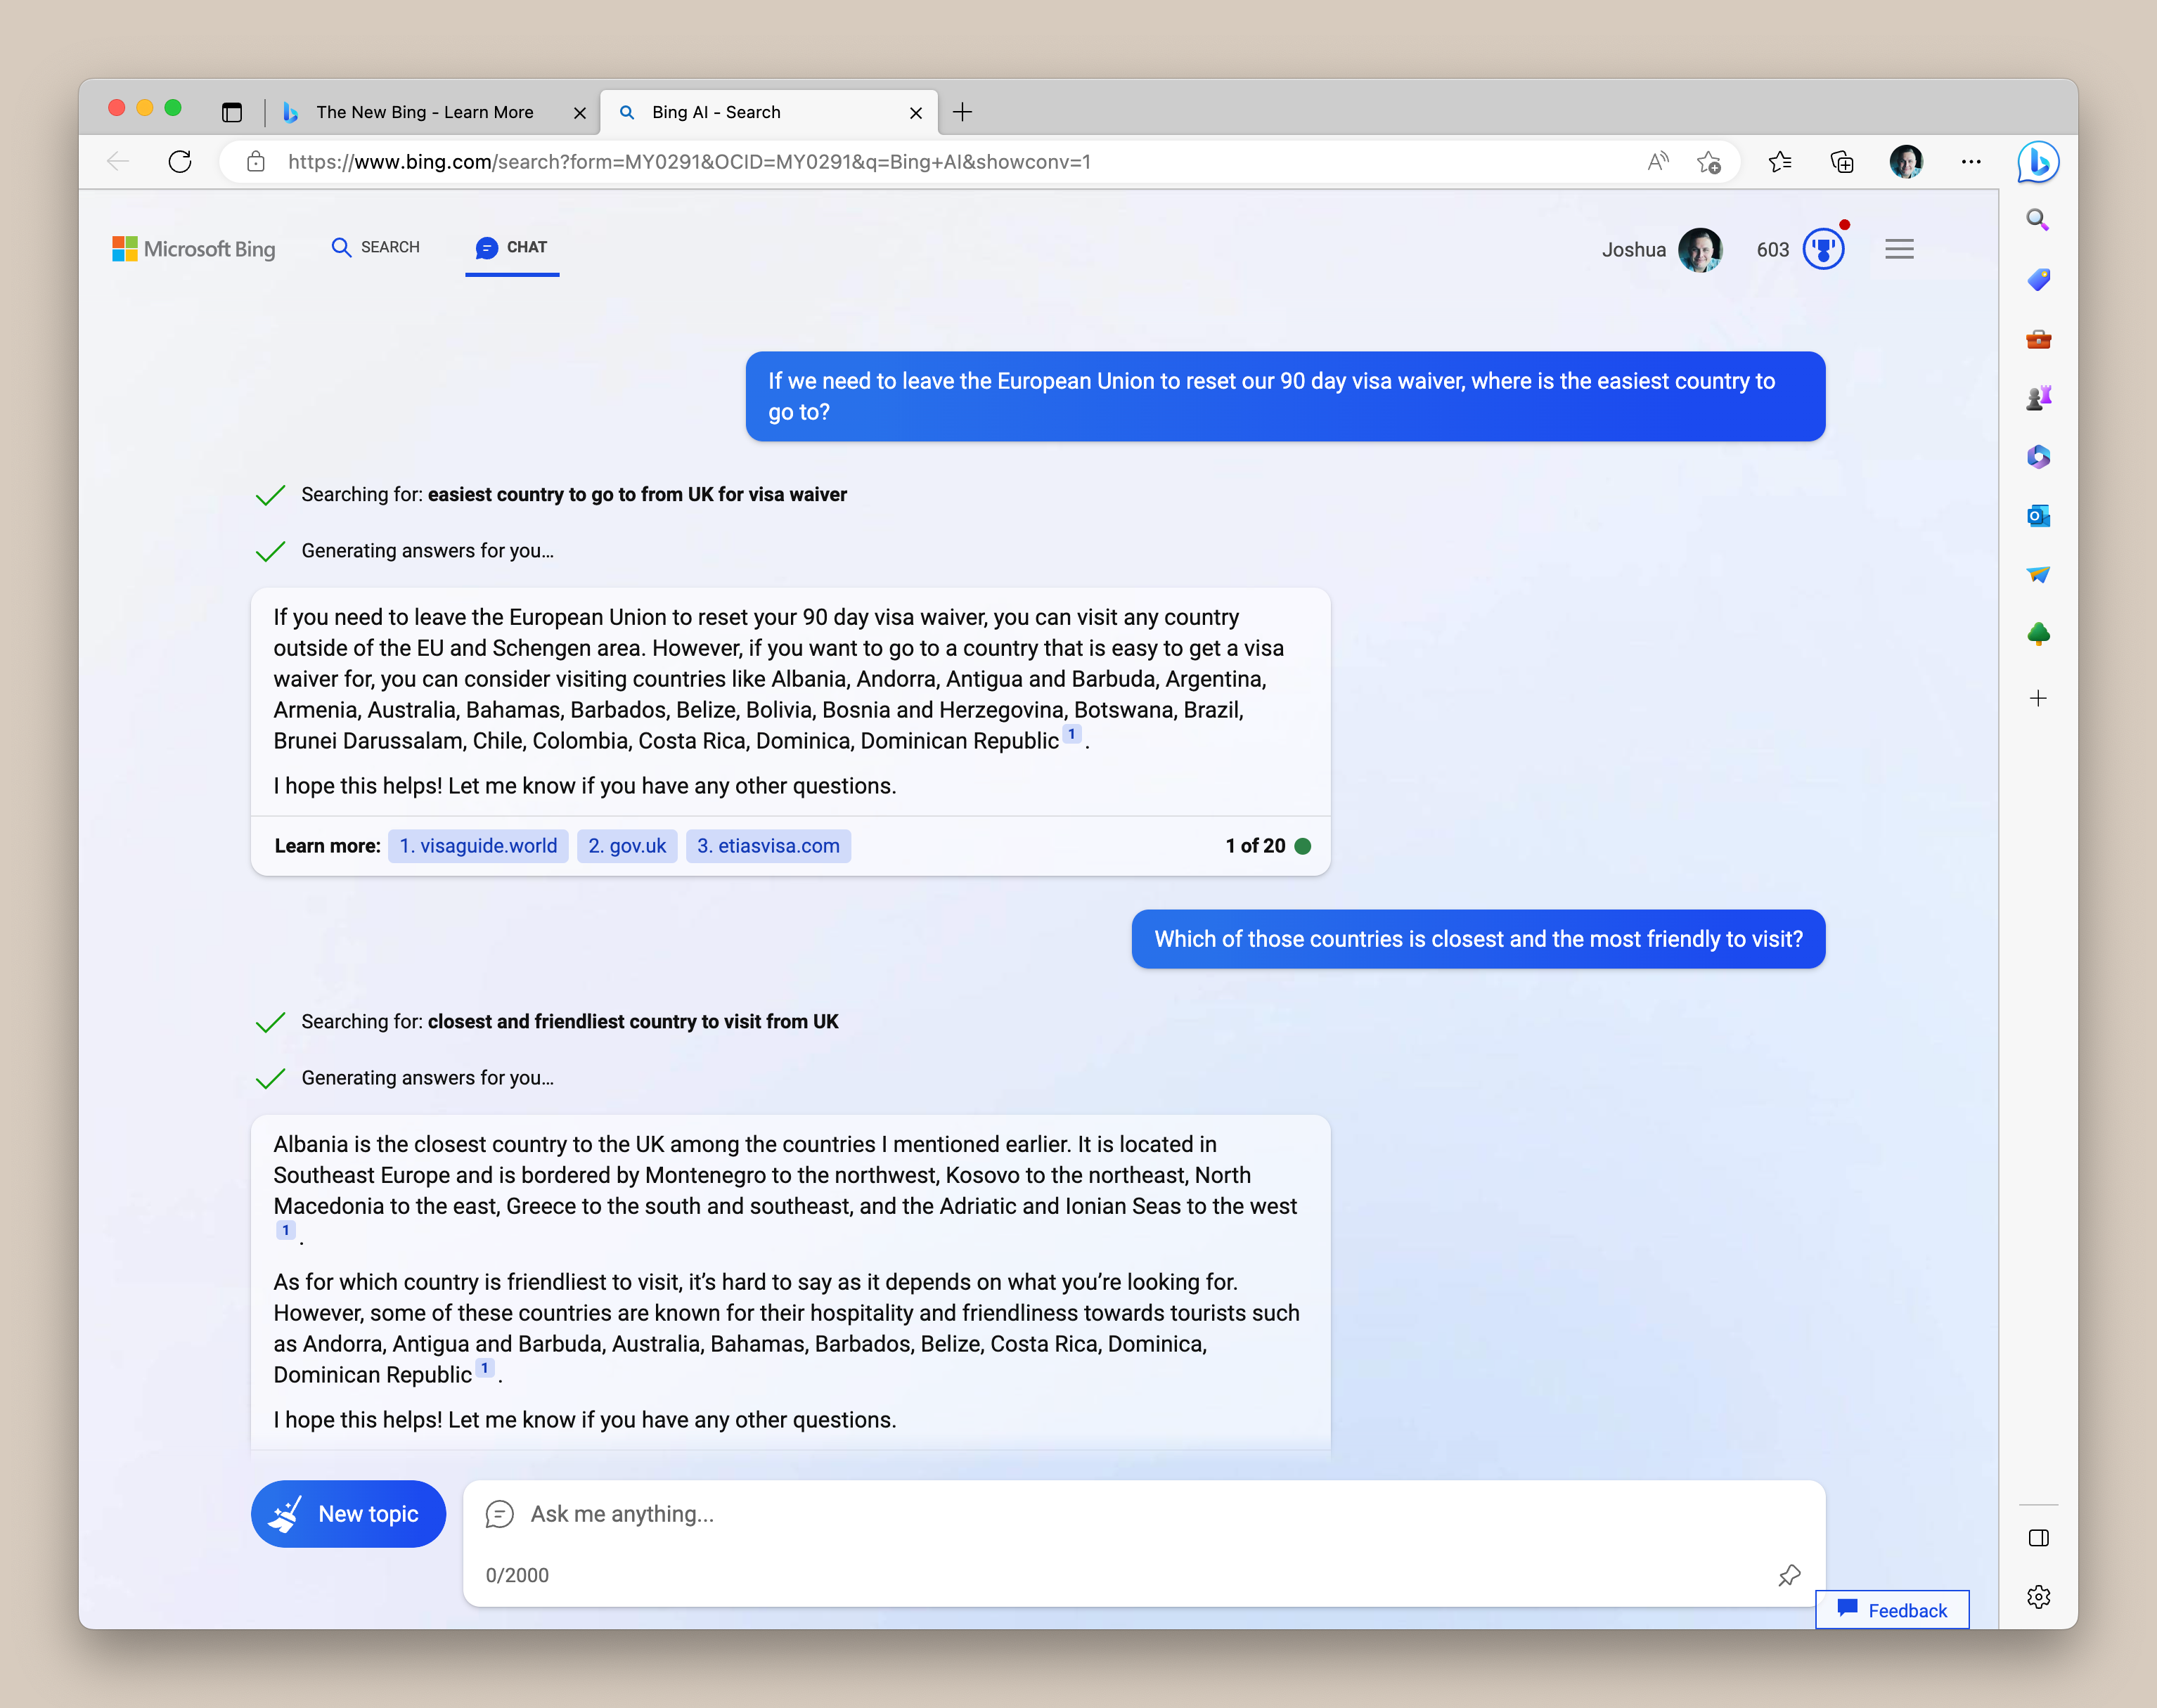 The New Bing - Learn More
Bing AI - Search
https://www.bing.com/search?form=MY0291&OCID=MY0291&q=Bing+AI&showconv=1
Microsoft Bing
SEARCH
CHAT
Joshua
603
If we need to leave the European Union to reset our 90 day visa waiver, where is the easiest country to
go to?
Searching for: easiest country to go to from UK for visa waiver
Generating answers for you...
If you need to leave the European Union to reset your 90 day visa waiver, you can visit any country
outside of the EU and Schengen area. However, if you want to go to a country that is easy to get a visa
waiver for, you can consider visiting countries like Albania, Andorra, Antigua and Barbuda, Argentina,
Armenia, Australia, Bahamas, Barbados, Belize, Bolivia, Bosnia and Herzegovina, Botswana, Brazil,
Brunei Darussalam, Chile, Colombia, Costa Rica, Dominica, Dominican Republic 1 .
I hope this helps! Let me know if you have any other questions.
Learn more: 1. visaguide.world 2. gov.uk 3. etiasvisa.com 1 of 20
Which of those countries is closest and the most friendly to visit?
Searching for: closest and friendliest country to visit from UK
Generating answers for you...
Albania is the closest country to the UK among the countries I mentioned earlier. It is located in
Southeast Europe and is bordered by Montenegro to the northwest, Kosovo to the northeast, North
Macedonia to the east, Greece to the south and southeast, and the Adriatic and Ionian Seas to the west
1 .
As for which country is friendliest to visit, it’s hard to say as it depends on what you’re looking for.
However, some of these countries are known for their hospitality and friendliness towards tourists such
as Andorra, Antigua and Barbuda, Australia, Bahamas, Barbados, Belize, Costa Rica, Dominica,
Dominican Republic 1 .
I hope this helps! Let me know if you have any other questions.
New topic
Ask me anything...
0/2000
Feedback